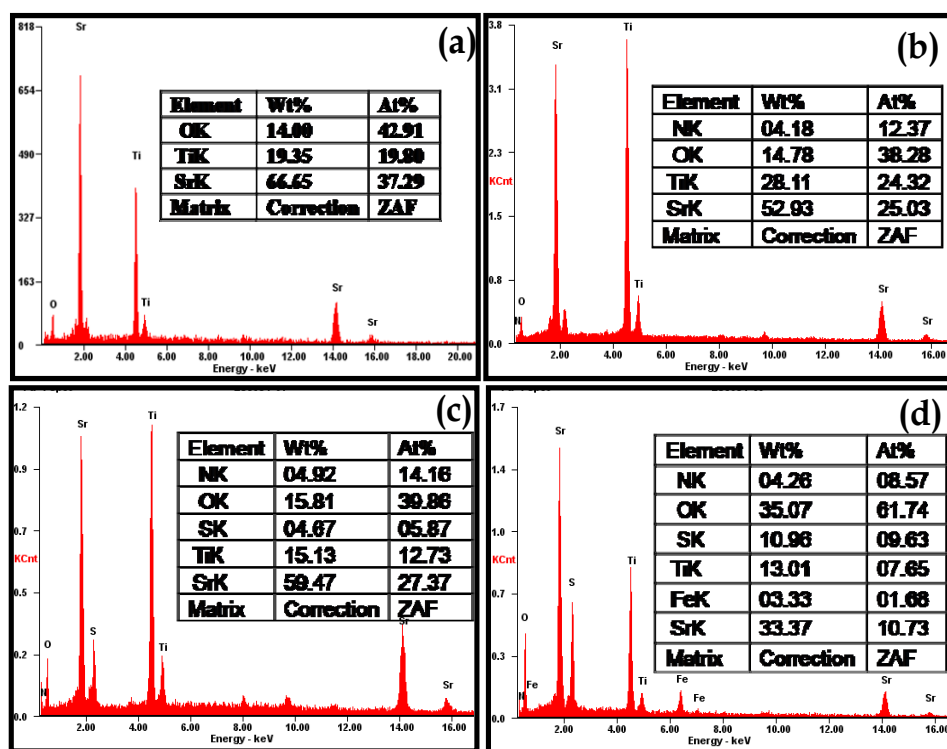 (a)
818
Sr
654
490
327
163
0
Element Wt% At%
OK 14.00 42.91
TiK 19.35 19.80
SrK 66.65 37.29
Matrix Correction ZAF
Ti
O
Ti
Sr
Sr
2.00 4.00 6.00 8.00 10.00 12.00 14.00 16.00 18.00 20.00
Energy - keV
(b)
3.8
3.1
2.3
KCnt
1.5
0.8
0.0
Sr
Ti
Element Wt% At%
NK 04.18 12.37
OK 14.78 38.28
TiK 28.11 24.32
SrK 52.93 25.03
Matrix Correction ZAF
O
N
Ti
Sr
Sr
2.00 4.00 6.00 8.00 10.00 12.00 14.00 16.00
Energy - keV
(c)
1.2
0.9
0.7
KCnt
0.5
0.2
0.0
Sr
Ti
Element Wt% At%
NK 04.92 14.16
OK 15.81 39.86
SK 04.67 05.87
TiK 15.13 12.73
SrK 59.47 27.37
Matrix Correction ZAF
O
N
S
Ti
Sr
Sr
2.00 4.00 6.00 8.00 10.00 12.00 14.00 16.00
Energy - keV
(d)
1.7
1.4
1.0
KCnt
0.7
0.3
0.0
Sr
Element Wt% At%
NK 04.26 08.57
OK 35.07 61.74
SK 10.96 09.63
TiK 13.01 07.65
FeK 03.33 01.68
SrK 33.37 10.73
Matrix Correction ZAF
O
N
Fe
S
Ti
Ti
Fe
Fe
Sr
Sr
2.00 4.00 6.00 8.00 10.00 12.00 14.00 16.00
Energy - keV